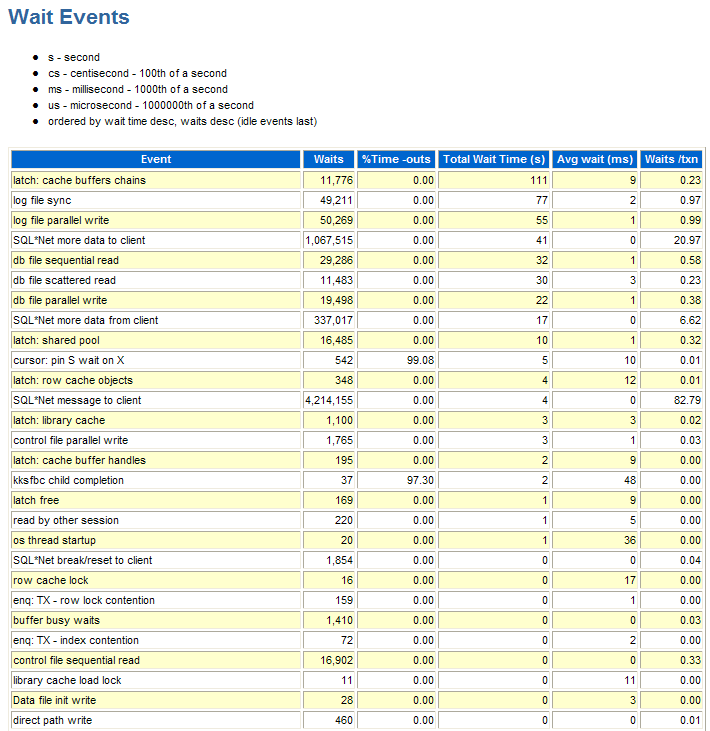 Wait Events
• s - second
• cs - centisecond - 100th of a second
• ms - millisecond - 1000th of a second
• us - microsecond - 1000000th of a second
• ordered by wait time desc, waits desc (idle events last)
Event Waits %Time -outs Total Wait Time (s) Avg wait (ms) Waits /txn
latch: cache buffers chains 11,776 0.00 111 9 0.23
log file sync 49,211 0.00 77 2 0.97
log file parallel write 50,269 0.00 55 1 0.99
SQL*Net more data to client 1,067,515 0.00 41 0 20.97
db file sequential read 29,286 0.00 32 1 0.58
db file scattered read 11,483 0.00 30 3 0.23
db file parallel write 19,498 0.00 22 1 0.38
SQL*Net more data from client 337,017 0.00 17 0 6.62
latch: shared pool 16,485 0.00 10 1 0.32
cursor: pin S wait on X 542 99.08 5 10 0.01
latch: row cache objects 348 0.00 4 12 0.01
SQL*Net message to client 4,214,155 0.00 4 0 82.79
latch: library cache 1,100 0.00 3 3 0.02
control file parallel write 1,765 0.00 3 1 0.03
latch: cache buffer handles 195 0.00 2 9 0.00
kksfbc child completion 37 97.30 2 48 0.00
latch free 169 0.00 1 9 0.00
read by other session 220 0.00 1 5 0.00
os thread startup 20 0.00 1 36 0.00
SQL*Net break/reset to client 1,854 0.00 0 0 0.04
row cache lock 16 0.00 0 17 0.00
enq: TX - row lock contention 159 0.00 0 1 0.00
buffer busy waits 1,410 0.00 0 0 0.03
enq: TX - index contention 72 0.00 0 2 0.00
control file sequential read 16,902 0.00 0 0 0.33
library cache load lock 11 0.00 0 11 0.00
Data file init write 28 0.00 0 3 0.00
direct path write 460 0.00 0 0 0.01